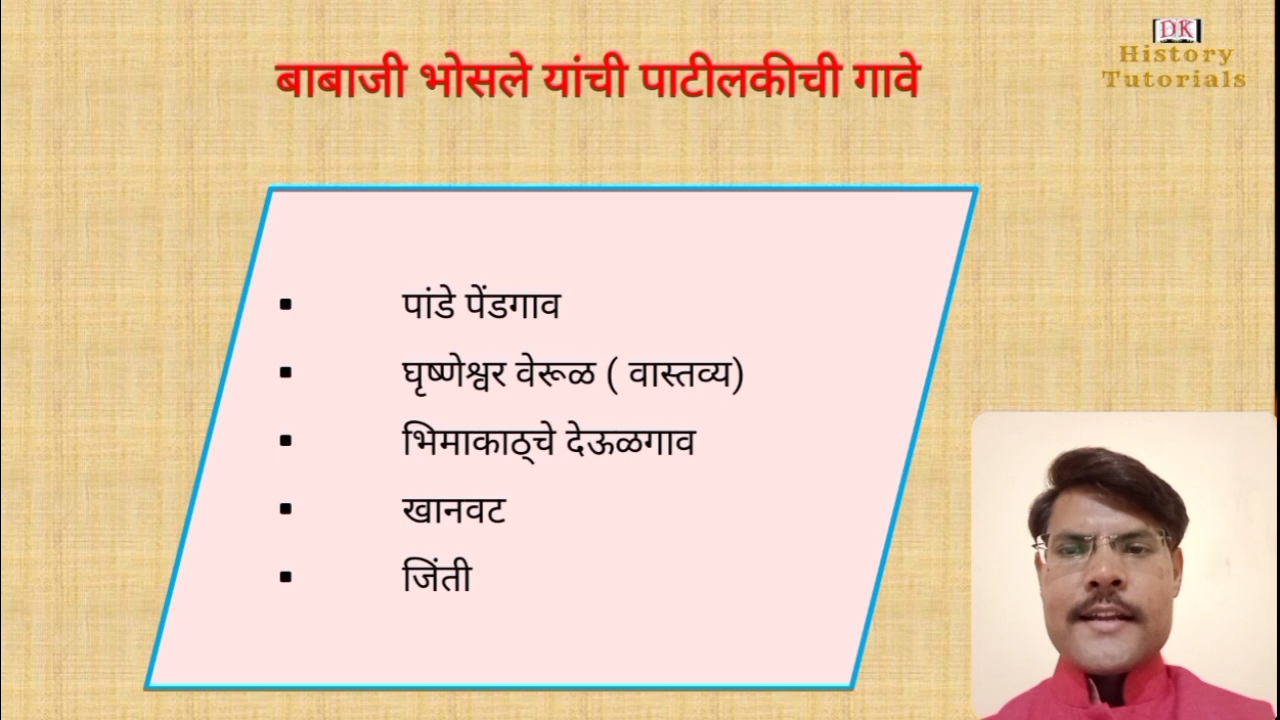 DK
History
Tutorials
बाबाजी भोसले यांची पाटीलकीची गावे
▪ पांडे पेंडगाव
▪ घृष्णेश्वर वेरूळ ( वास्तव्य)
▪ भिमाकाठ्चे देऊळगाव
▪ खानवट
▪ जिंती